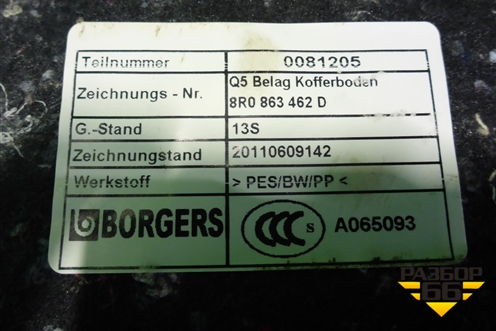 Teilnummer 0081205
Zeichnungs - Nr. Q5 Belag Kofferboden
8R0 863 462 D
G.-Stand 13S
Zeichnungstand 20110609142
Werkstoff > PES/BW/PP <
BORGERS CCC S A065093
РАЗБОР
66